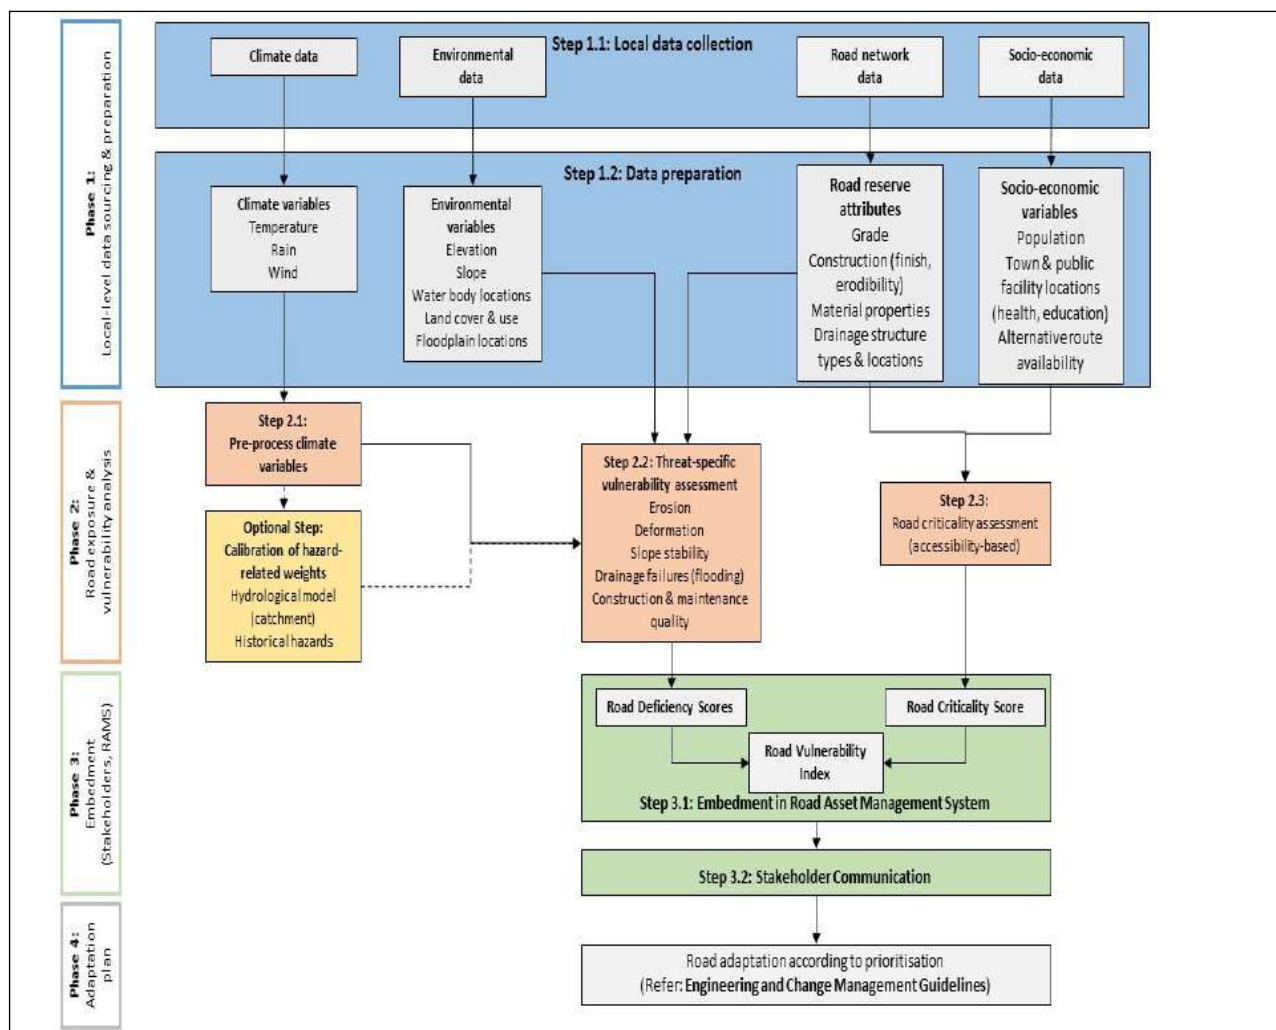 Phase 1:
Local-level data sourcing & preparation
Step 1.1: Local data collection
Climate data
Environmental
data
Road network
data
Socio-economic
data
Step 1.2: Data preparation
Climate variables
Temperature
Rain
Wind
Environmental
variables
Elevation
Slope
Water body locations
Land cover & use
Floodplain locations
Road reserve
attributes
Grade
Construction (finish,
erodibility)
Material properties
Drainage structure
types & locations
Socio-economic
variables
Population
Town & public
facility locations
(health, education)
Alternative route
availability
Phase 2:
Road exposure &
vulnerability analysis
Step 2.1:
Pre-process climate
variables
Optional Step:
Calibration of hazard-
related weights
Hydrological model
(catchment)
Historical hazards
Step 2.2: Threat-specific
vulnerability assessment
Erosion
Deformation
Slope stability
Drainage failures (flooding)
Construction & maintenance
quality
Step 2.3:
Road criticality assessment
(accessibility-based)
Phase 3:
Embedment
(Stakeholders, RAMS)
Road Deficiency Scores
Road Criticality Score
Road Vulnerability
Index
Step 3.1: Embedment in Road Asset Management System
Step 3.2: Stakeholder Communication
Phase 4:
Adaptation
plan
Road adaptation according to prioritisation
(Refer: Engineering and Change Management Guidelines)